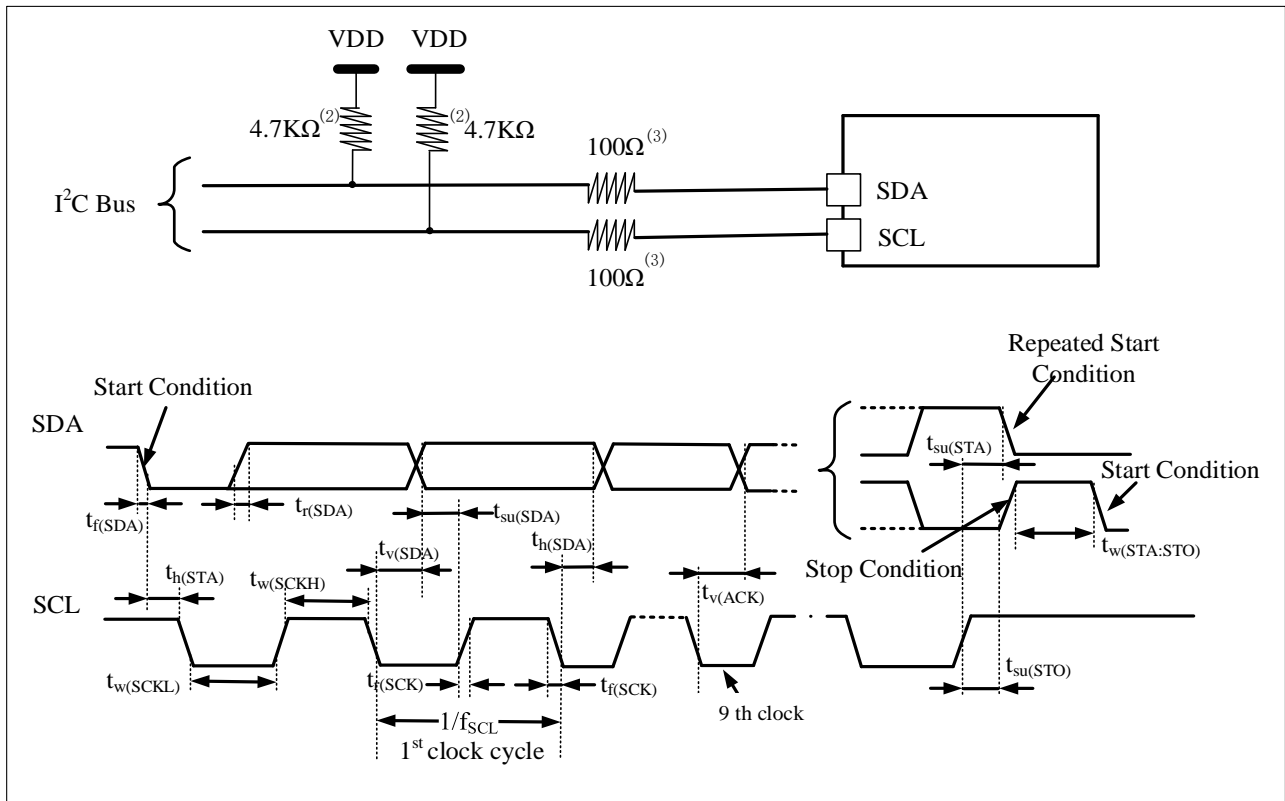 VDD VDD
4.7KΩ(2) (2)4.7KΩ
100Ω(3)
I2C Bus
SDA
SCL
100Ω(3)
Repeated Start
Condition
Start Condition
SDA
tsu(STA)
Start Condition
tf(SDA)
tr(SDA)
tsu(SDA)
tv(SDA)
th(SDA)
tw(STA:STO)
Stop Condition
th(STA)
tw(SCKH)
tv(ACK)
SCL
tw(SCKL)
tf(SCK)
tf(SCK)
tsu(STO)
9 th clock
1/fSCL
1st clock cycle